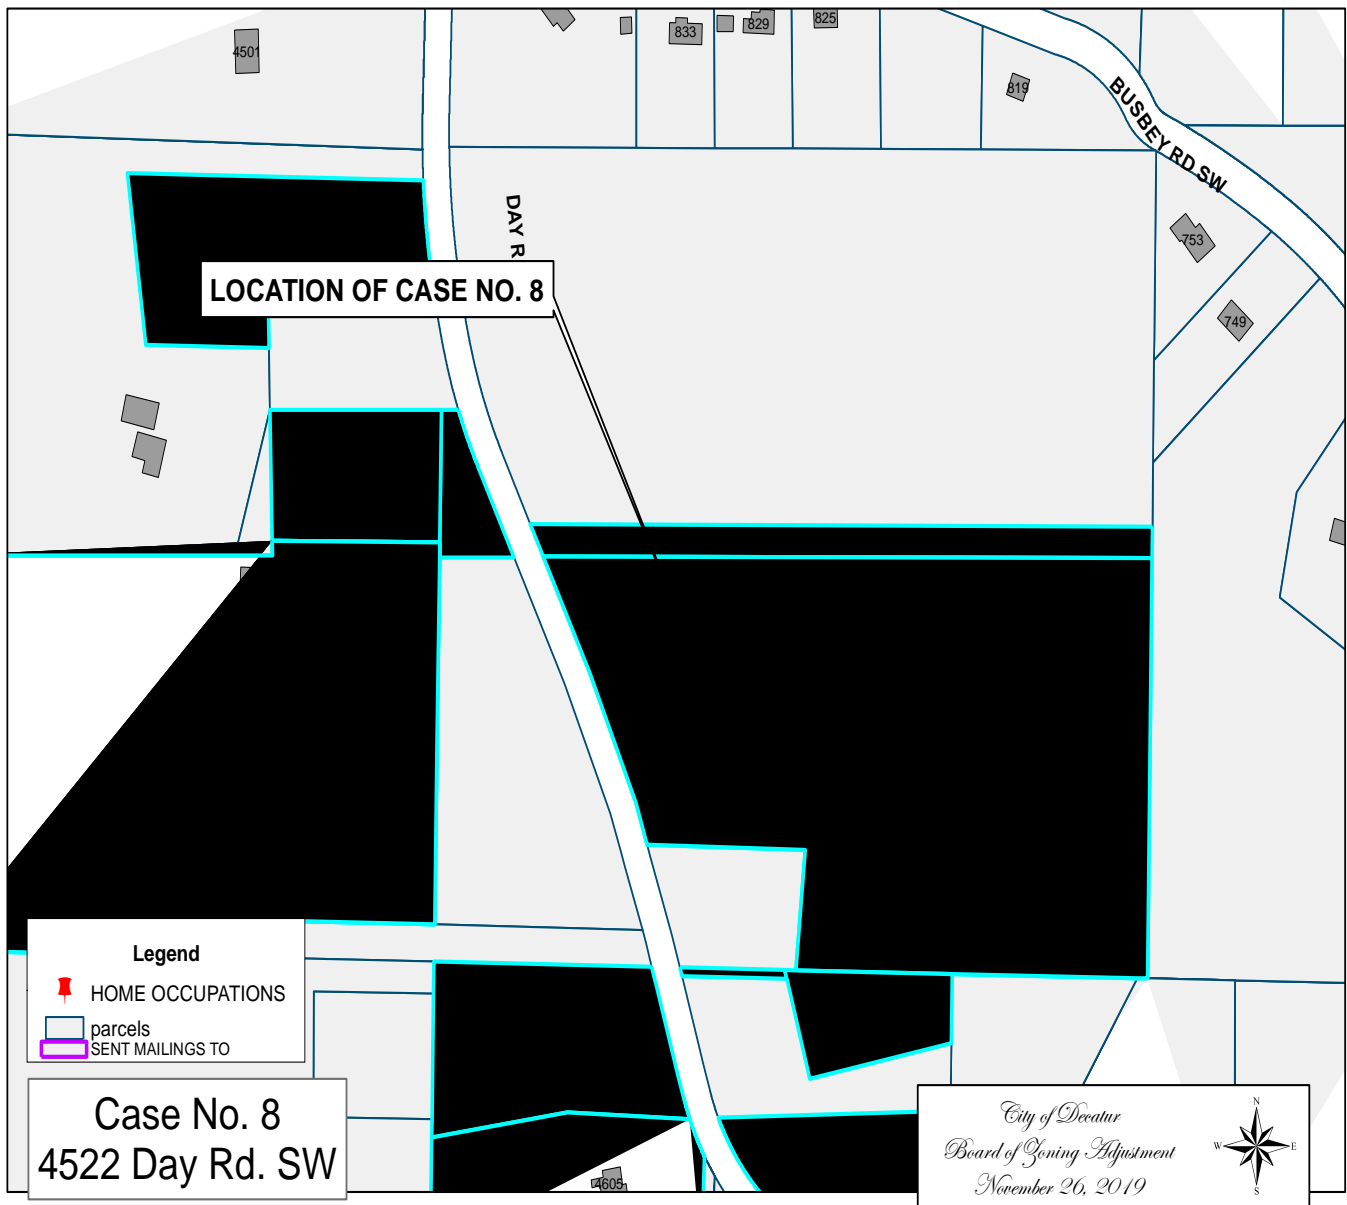 4501
833
829
825
819
BUSBEY RD SW
DAY R
753
LOCATION OF CASE NO. 8
749
Legend
HOME OCCUPATIONS
parcels
SENT MAILINGS TO
Case No. 8
4522 Day Rd. SW
4605
City of Decatur
Board of Zoning Adjustment
November 26, 2019
N
W E
S